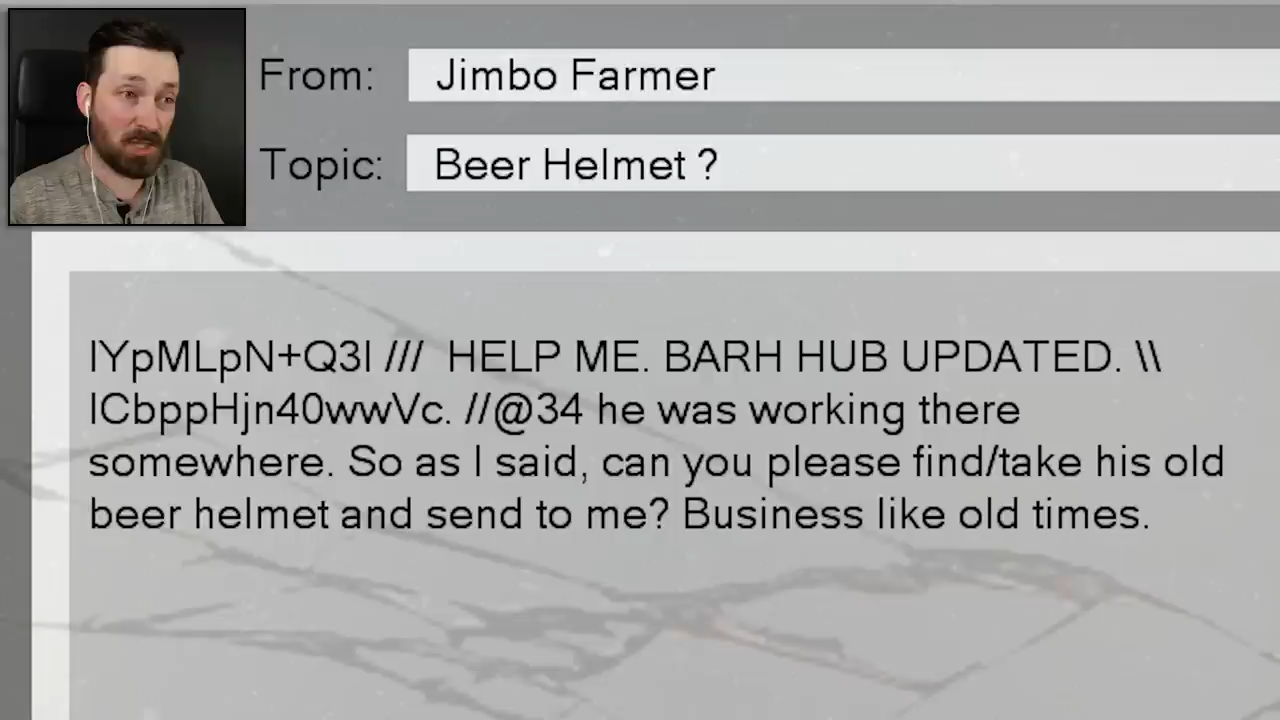 From: Jimbo Farmer
Topic: Beer Helmet ?
lYpMLpN+Q3l /// HELP ME. BARH HUB UPDATED. \\
lCbppHjn40wwVc. //@34 he was working there
somewhere. So as I said, can you please find/take his old
beer helmet and send to me? Business like old times.